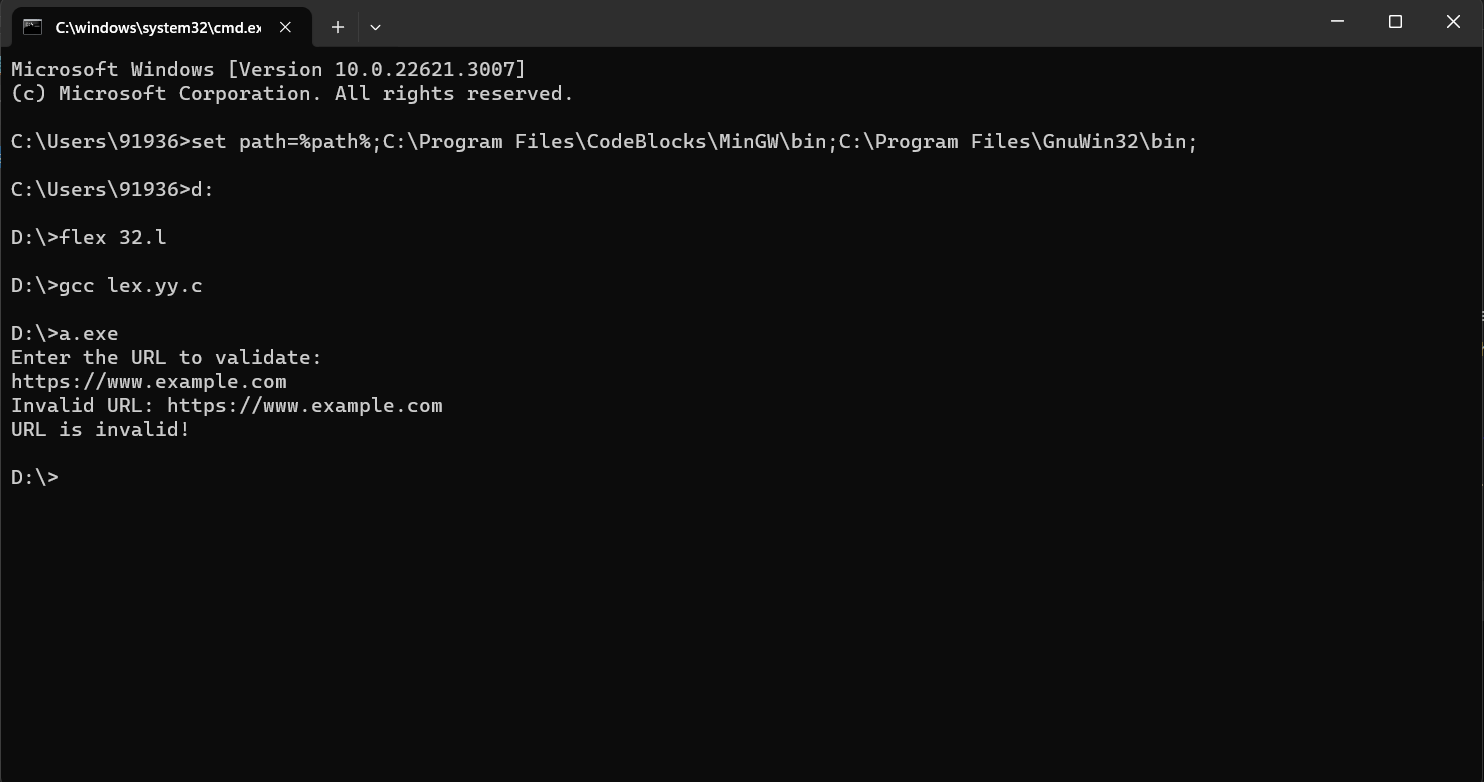 C:\windows\system32\cmd.ex
Microsoft Windows [Version 10.0.22621.3007]
(c) Microsoft Corporation. All rights reserved.
C:\Users\91936>set path=%path%;C:\Program Files\CodeBlocks\MinGW\bin;C:\Program Files\GnuWin32\bin;
C:\Users\91936>d:
D:\>flex 32.l
D:\>gcc lex.yy.c
D:\>a.exe
Enter the URL to validate:
https://www.example.com
Invalid URL: https://www.example.com
URL is invalid!
D:\>